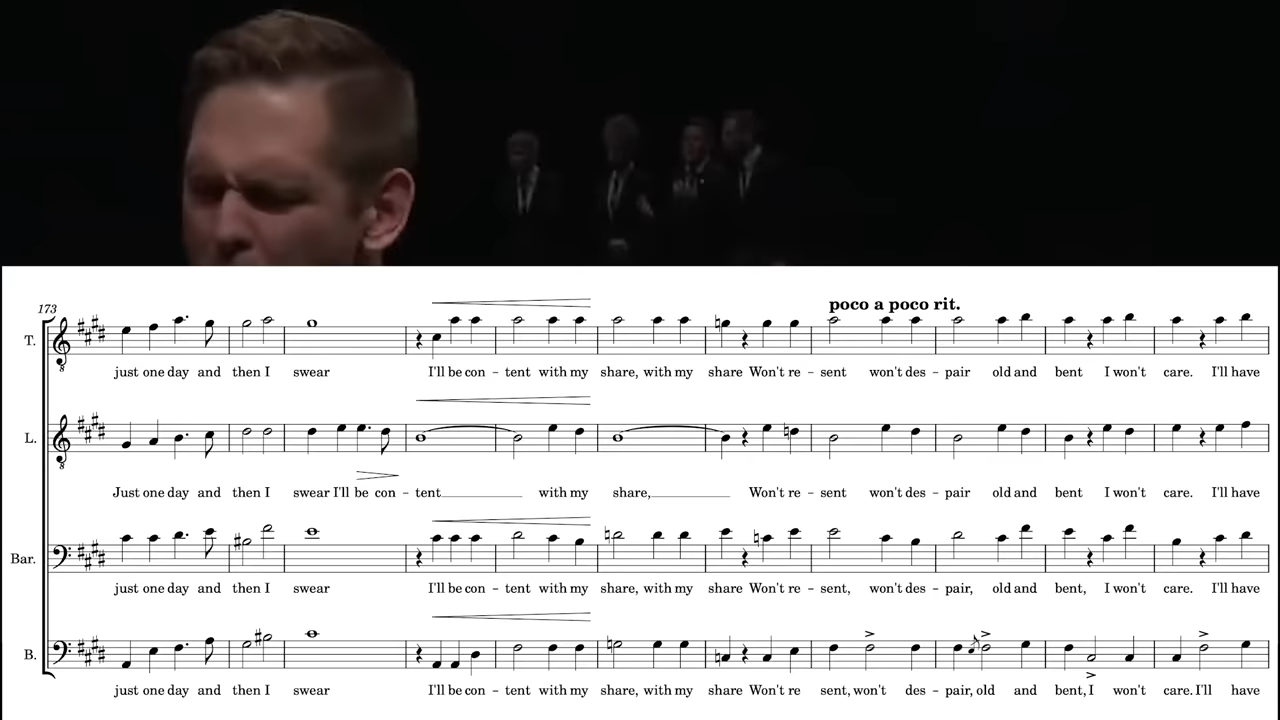 173
poco a poco rit.
T.
just one day and then I swear I'll be con – tent with my share, with my share Won't re – sent won't des – pair old and bent I won't care. I'll have
L.
Just one day and then I swear I'll be con – tent with my share, Won't re – sent won't des – pair old and bent I won't care. I'll have
Bar.
just one day and then I swear I'll be con – tent with my share, with my share Won't re – sent, won't des – pair, old and bent, I won't care. I'll have
B.
just one day and then I swear I'll be con – tent with my share, with my share Won't re sent, won't des – pair, old and bent, I won't care. I'll have